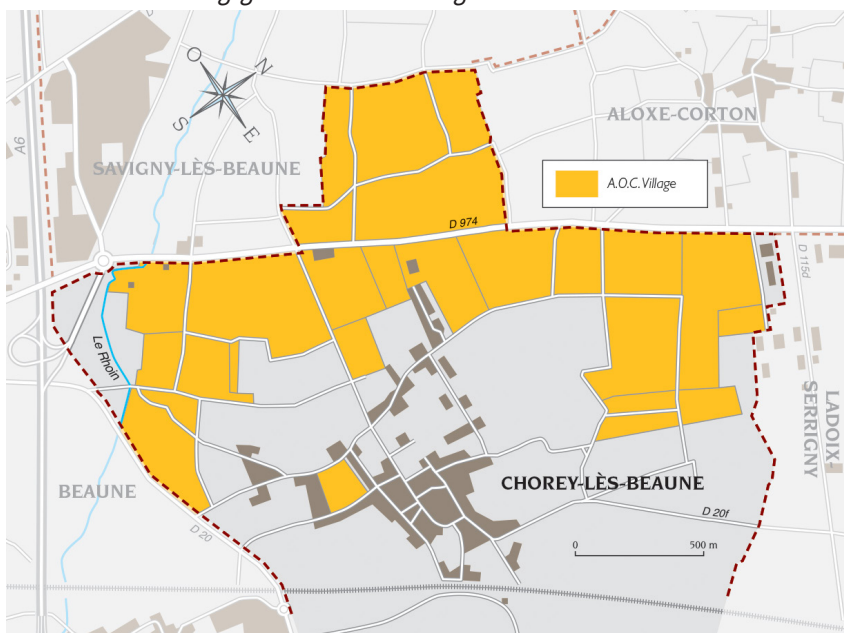 O
N
S
E
A6
SAVIGNY-LÈS-BEAUNE
ALOXE-CORTON
A.O.C. Village
D 974
D 115d
Le Rhoin
LADOIX-
SERRIGNY
BEAUNE
CHOREY-LÈS-BEAUNE
D 20
D 20f
0
500 m